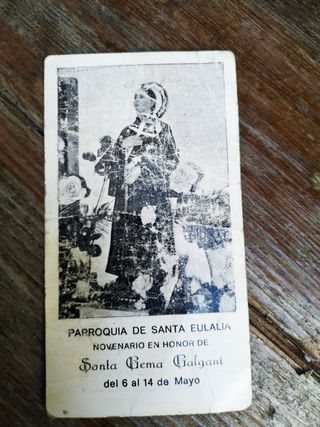 PARROQUIA DE SANTA EULALIA
NOVENARIO EN HONOR DE
Santa Gema Galgani
del 6 al 14 de Mayo